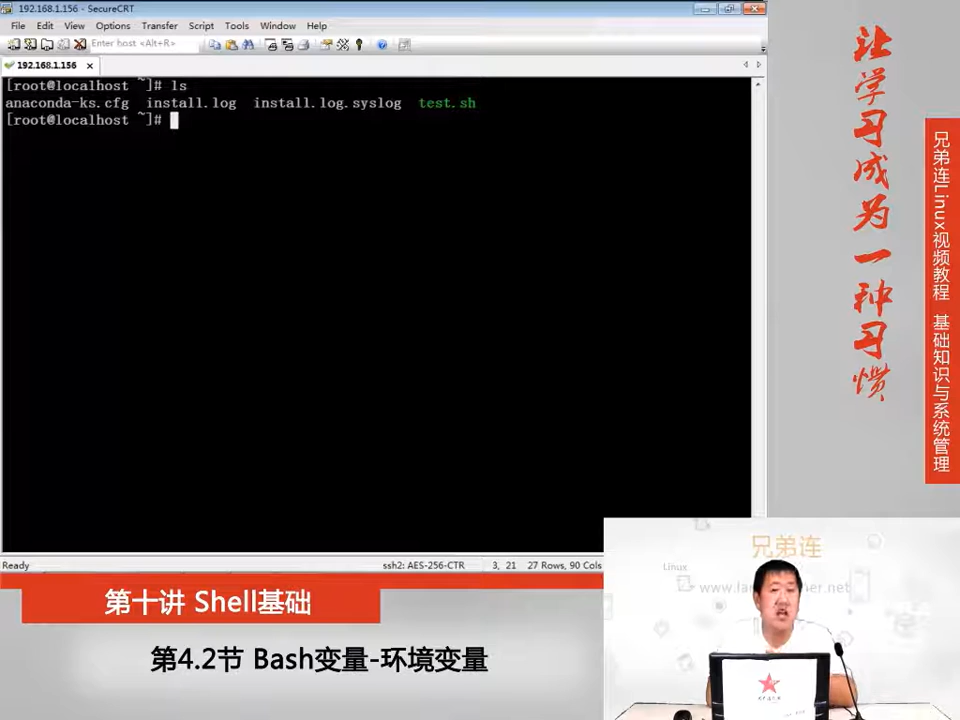 192.168.1.156 - SecureCRT
File Edit View Options Transfer Script Tools Window Help
Enter host <Alt+R>
192.168.1.156
[root@localhost ~]# ls
anaconda-ks.cfg install.log install.log.syslog test.sh
[root@localhost ~]#
Ready
ssh2: AES-256-CTR 3, 21 27 Rows, 90 Cols
让学习成为一种习惯
兄弟连Linux视频教程 基础知识与系统管理
兄弟连
Linux
第十讲 Shell基础
第4.2节 Bash变量-环境变量